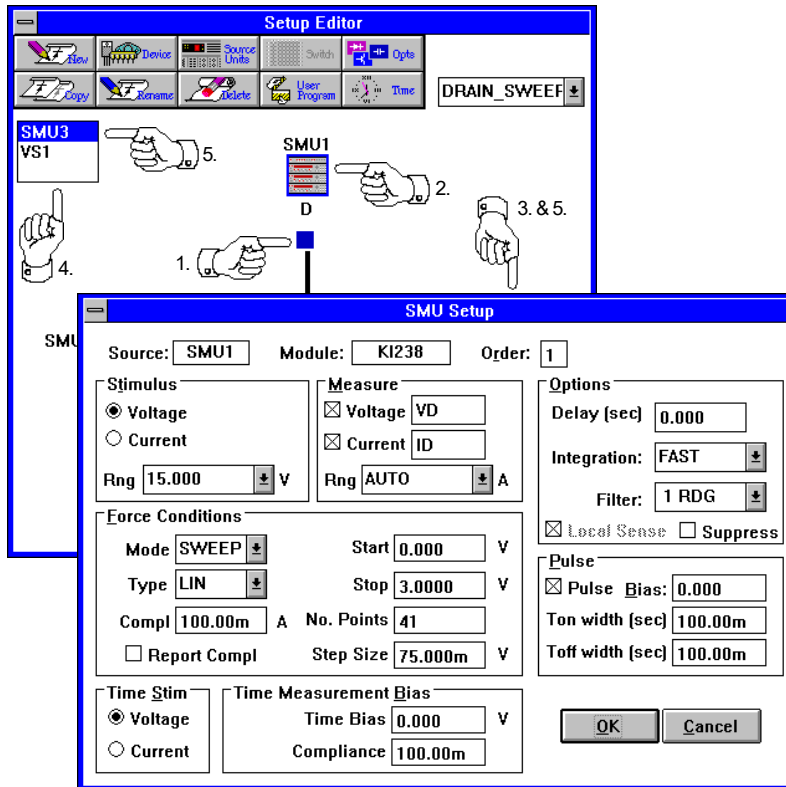 Setup Editor
New Device Source Units Switch Opts
Copy Rename Delete User Program Time
DRAIN_SWEEP
SMU3
VS1
5.
SMU1
2.
D
3. & 5.
1.
4.
SMU Setup
Source: SMU1 Module: KI238 Order: 1
Stimulus
Voltage
Current
Rng 15.000 V
Measure
Voltage VD
Current ID
Rng AUTO A
Options
Delay (sec) 0.000
Integration: FAST
Filter: 1 RDG
Local Sense Suppress
Force Conditions
Mode SWEEP Start 0.000 V
Type LIN Stop 3.0000 V
Compl 100.00m A No. Points 41
Report Compl Step Size 75.000m V
Pulse
Pulse Bias: 0.000
Ton width (sec) 100.00m
Toff width (sec) 100.00m
Time Stim
Voltage
Current
Time Measurement Bias
Time Bias 0.000 V
Compliance 100.00m
OK Cancel